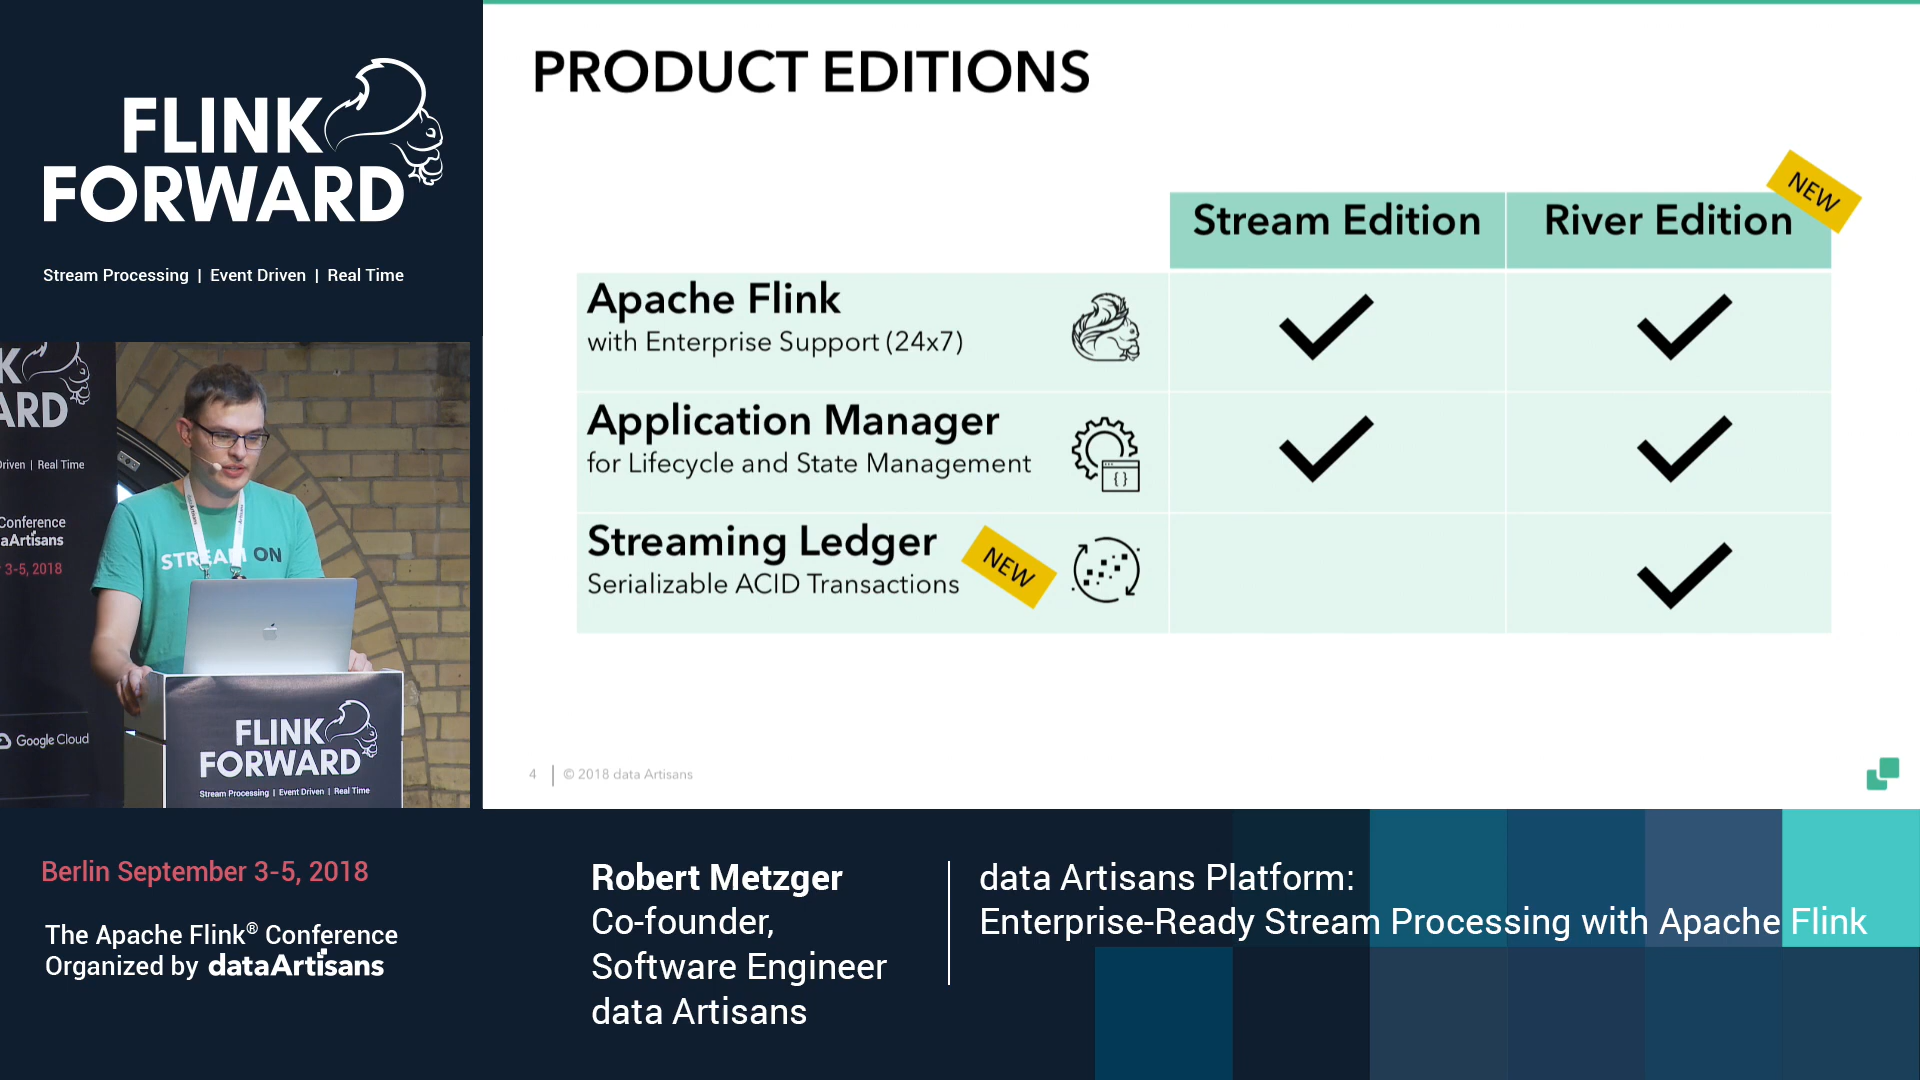 FLINK
FORWARD
Stream Processing | Event Driven | Real Time
PRODUCT EDITIONS
NEW
Stream Edition
River Edition
Apache Flink
with Enterprise Support (24x7)
Application Manager
for Lifecycle and State Management
{}
Streaming Ledger
Serializable ACID Transactions
NEW
4 | © 2018 data Artisans
K
ARD
riven | Real Time
Conference
aArtisans
3-5, 2018
Google Cloud
STREAM ON
FLINK
FORWARD
Stream Processing | Event Driven | Real Time
Berlin September 3-5, 2018
The Apache Flink® Conference
Organized by dataArtisans
Robert Metzger
Co-founder,
Software Engineer
data Artisans
data Artisans Platform:
Enterprise-Ready Stream Processing with Apache Flink